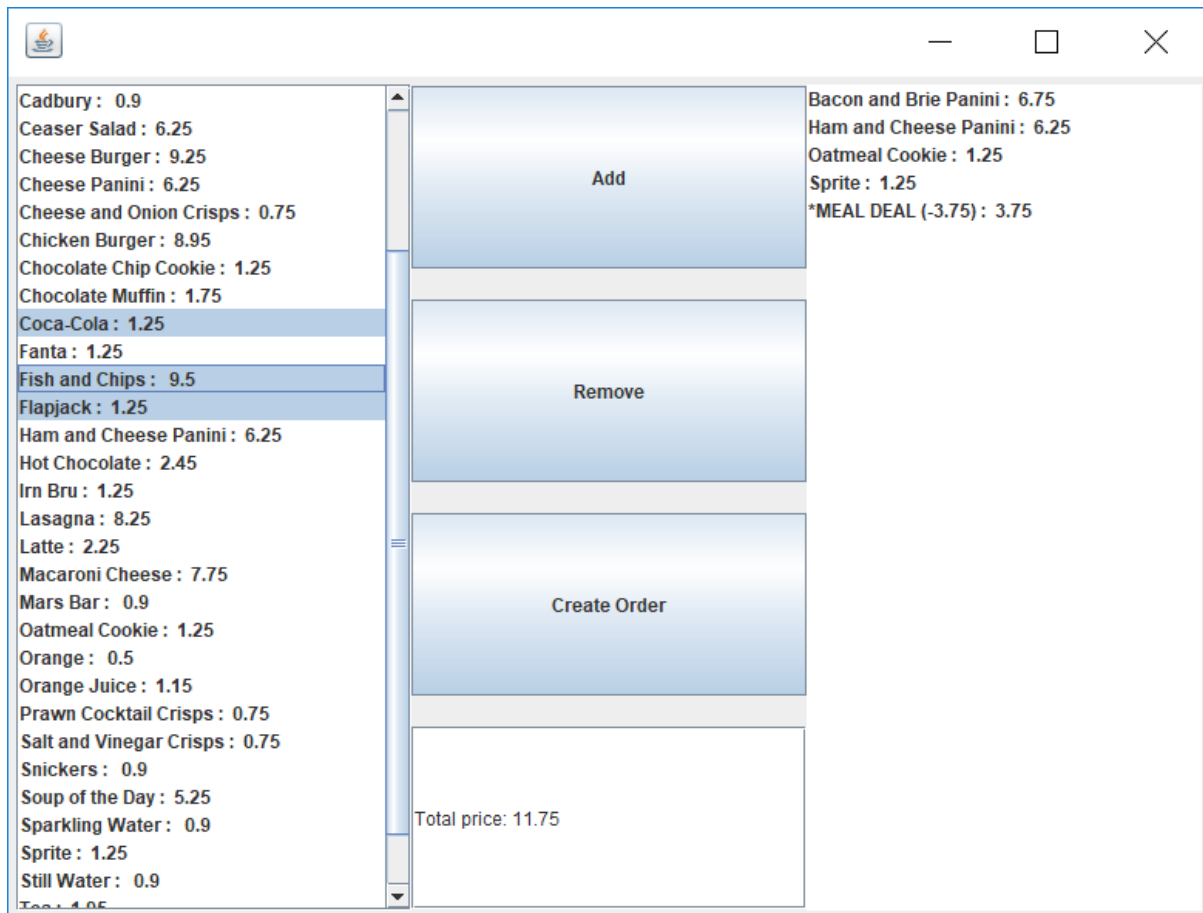 Cadbury : 0.9
Ceaser Salad : 6.25
Cheese Burger : 9.25
Cheese Panini : 6.25
Cheese and Onion Crisps : 0.75
Chicken Burger : 8.95
Chocolate Chip Cookie : 1.25
Chocolate Muffin : 1.75
Coca-Cola : 1.25
Fanta : 1.25
Fish and Chips : 9.5
Flapjack : 1.25
Ham and Cheese Panini : 6.25
Hot Chocolate : 2.45
Irn Bru : 1.25
Lasagna : 8.25
Latte : 2.25
Macaroni Cheese : 7.75
Mars Bar : 0.9
Oatmeal Cookie : 1.25
Orange : 0.5
Orange Juice : 1.15
Prawn Cocktail Crisps : 0.75
Salt and Vinegar Crisps : 0.75
Snickers : 0.9
Soup of the Day : 5.25
Sparkling Water : 0.9
Sprite : 1.25
Still Water : 0.9
Add
Remove
Create Order
Total price: 11.75
Bacon and Brie Panini : 6.75
Ham and Cheese Panini : 6.25
Oatmeal Cookie : 1.25
Sprite : 1.25
*MEAL DEAL (-3.75) : 3.75